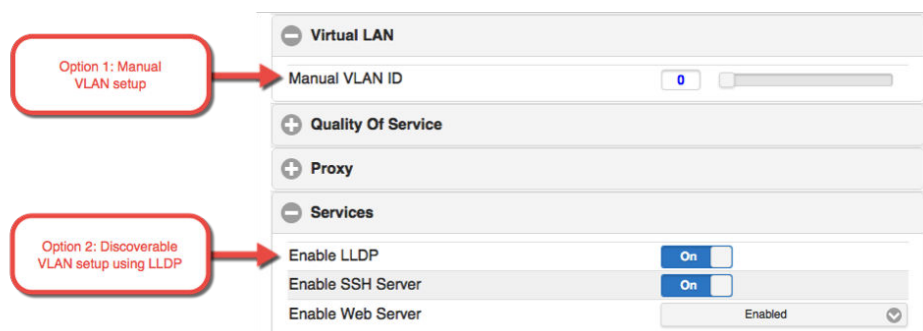 Virtual LAN
Option 1: Manual
VLAN setup
Manual VLAN ID 0
Quality Of Service
Proxy
Services
Option 2: Discoverable
VLAN setup using LLDP
Enable LLDP On
Enable SSH Server On
Enable Web Server Enabled